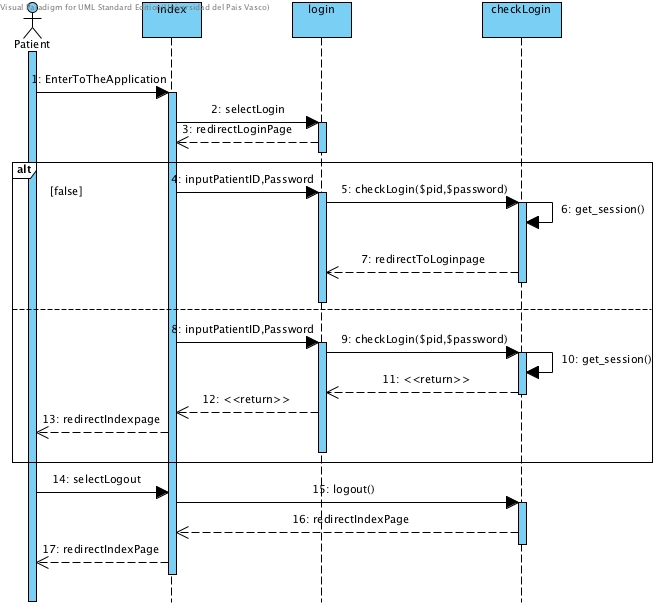 Visual Paradigm for UML Standard Edition(Universidad del Pais Vasco)
index
login
checkLogin
Patient
1: EnterToTheApplication
2: selectLogin
3: redirectLoginPage
alt
[false]
4: inputPatientID,Password
5: checkLogin($pid,$password)
6: get_session()
7: redirectToLoginpage
8: inputPatientID,Password
9: checkLogin($pid,$password)
10: get_session()
11: <<return>>
12: <<return>>
13: redirectIndexpage
14: selectLogout
15: logout()
16: redirectIndexPage
17: redirectIndexPage